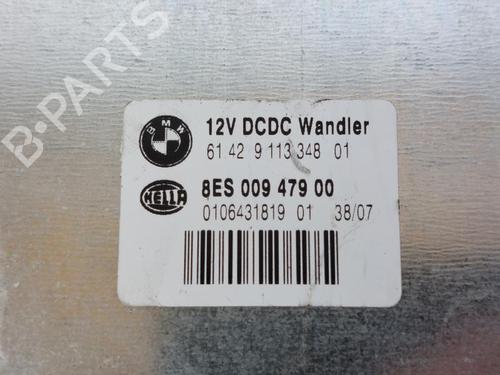 B-PARTS
BMW
12V DCDC Wandler
61 42 9 113 348 01
HELLA
8ES 009 479 00
0106431819 01 38/07